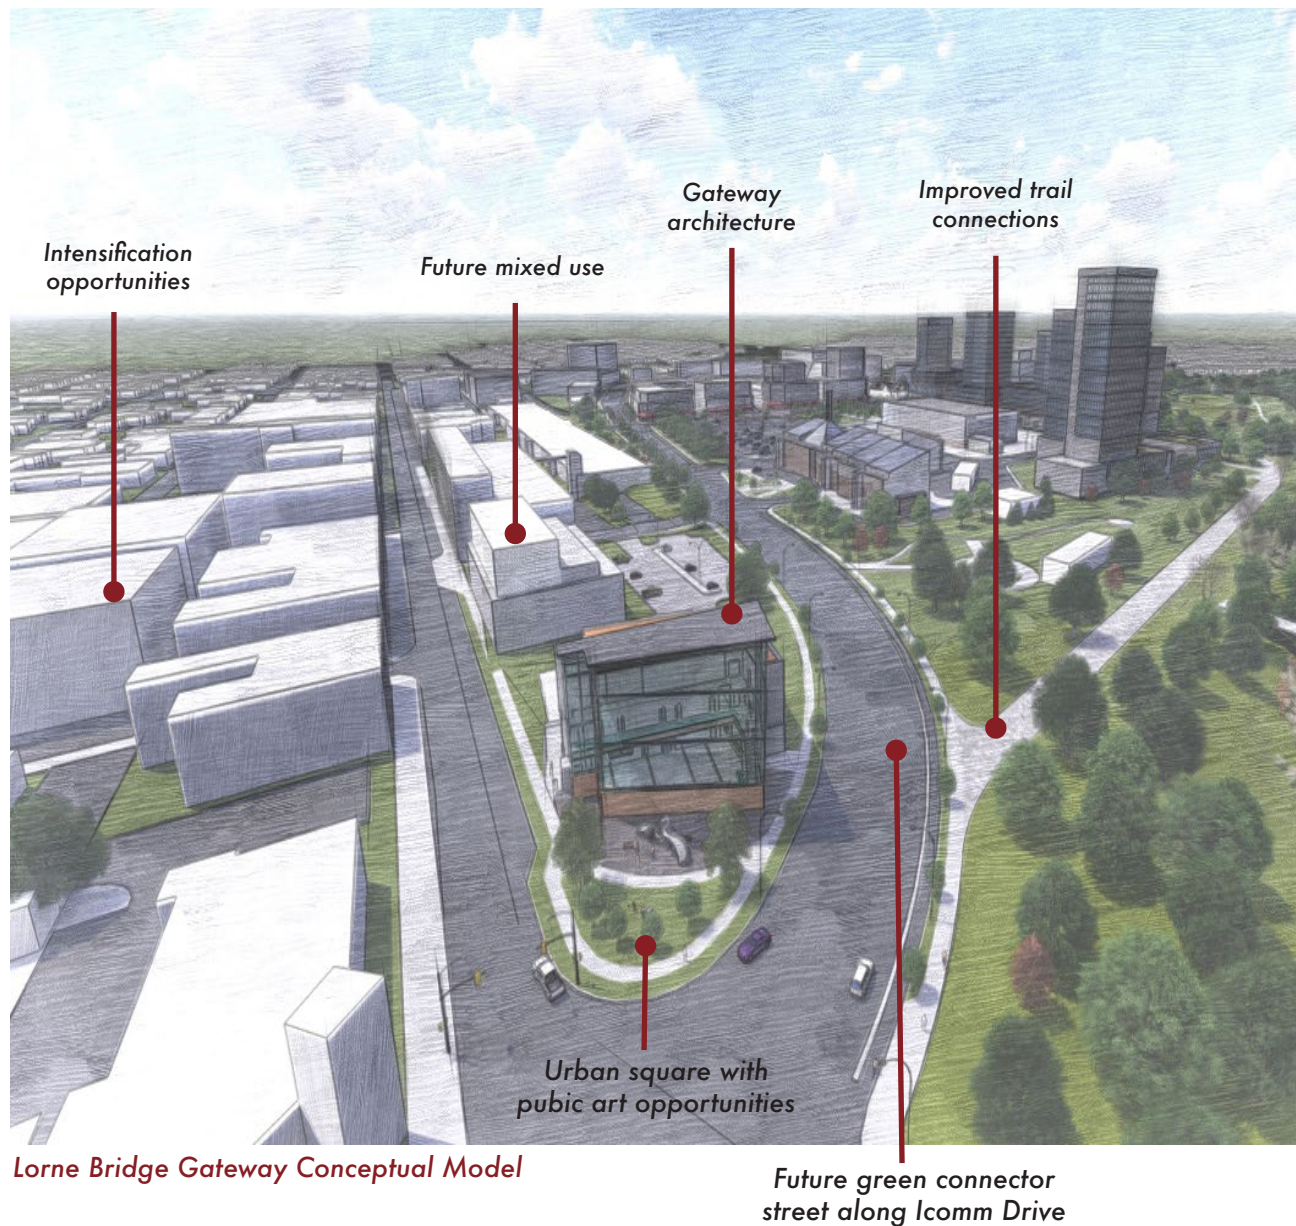 Gateway
architecture
Improved trail
connections
Intensification
opportunities
Future mixed use
Urban square with
pubic art opportunities
Lorne Bridge Gateway Conceptual Model
Future green connector
street along Icomm Drive